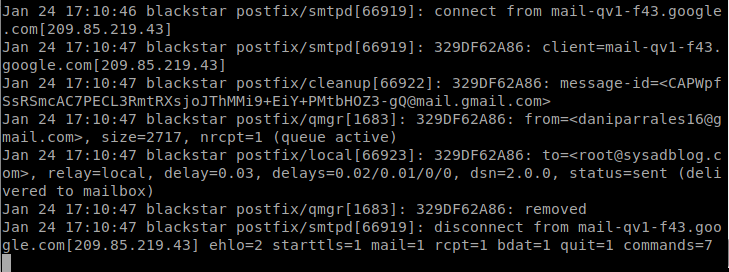 Jan 24 17:10:46 blackstar postfix/smtpd[66919]: connect from mail-qv1-f43.google
.com[209.85.219.43]
Jan 24 17:10:47 blackstar postfix/smtpd[66919]: 329DF62A86: client=mail-qv1-f43.
google.com[209.85.219.43]
Jan 24 17:10:47 blackstar postfix/cleanup[66922]: 329DF62A86: message-id=<CAPWpf
SsRSmcAC7PECL3RmtRXsjoJThMMi9+EiY+PMtbHOZ3-gQ@mail.gmail.com>
Jan 24 17:10:47 blackstar postfix/qmgr[1683]: 329DF62A86: from=<daniparrales16@g
mail.com>, size=2717, nrcpt=1 (queue active)
Jan 24 17:10:47 blackstar postfix/local[66923]: 329DF62A86: to=<root@sysadblog.c
om>, relay=local, delay=0.03, delays=0.02/0.01/0/0, dsn=2.0.0, status=sent (deli
vered to mailbox)
Jan 24 17:10:47 blackstar postfix/qmgr[1683]: 329DF62A86: removed
Jan 24 17:10:47 blackstar postfix/smtpd[66919]: disconnect from mail-qv1-f43.goo
gle.com[209.85.219.43] ehlo=2 starttls=1 mail=1 rcpt=1 bdat=1 quit=1 commands=7